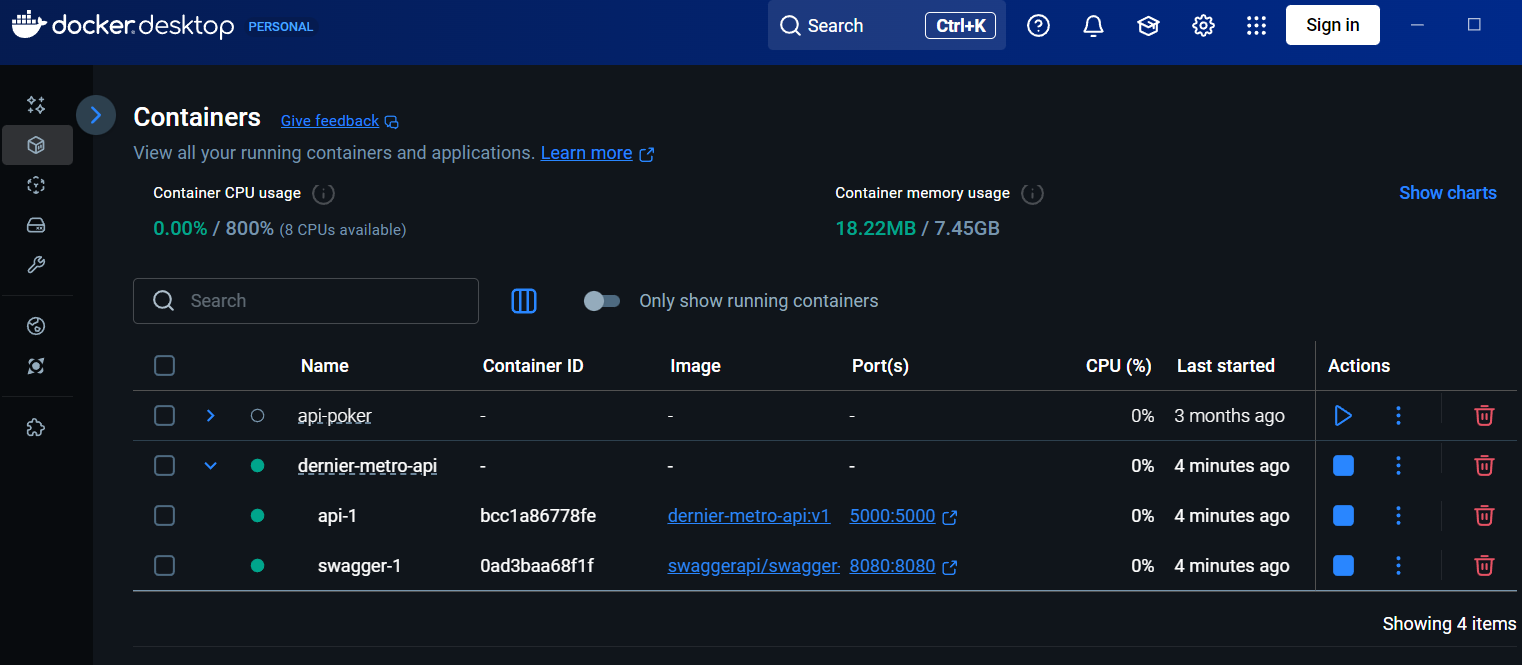 docker.desktop PERSONAL Search Ctrl+K Sign in
Containers Give feedback
View all your running containers and applications. Learn more
Container CPU usage Container memory usage Show charts
0.00% / 800% (8 CPUs available) 18.22MB / 7.45GB
Search Only show running containers
Name Container ID Image Port(s) CPU (%) Last started Actions
api-poker - - - 0% 3 months ago
dernier-metro-api - - - 0% 4 minutes ago
api-1 bcc1a86778fe dernier-metro-api:v1 5000:5000 0% 4 minutes ago
swagger-1 0ad3baa68f1f swaggerapi/swagger- 8080:8080 0% 4 minutes ago
Showing 4 items